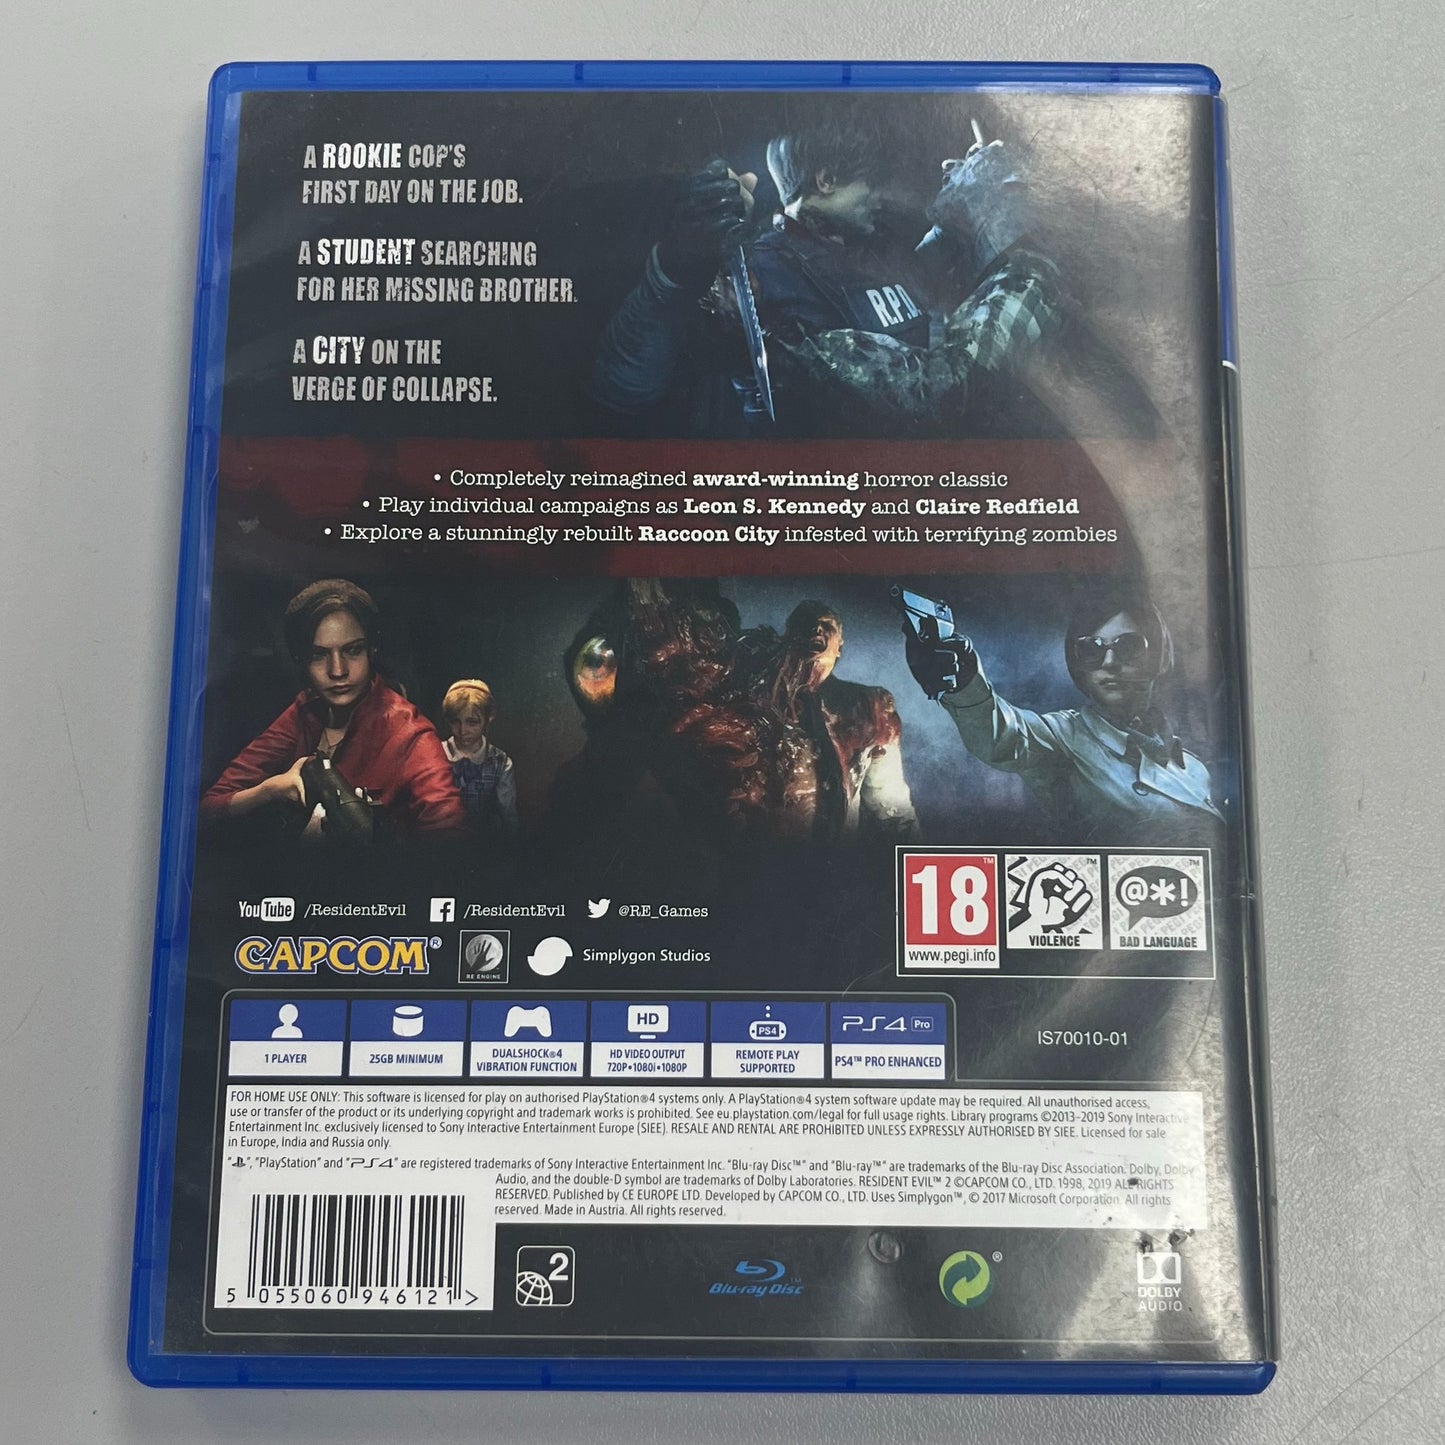 A ROOKIE COP'S
FIRST DAY ON THE JOB.
A STUDENT SEARCHING
FOR HER MISSING BROTHER.
A CITY ON THE
VERGE OF COLLAPSE.
R.P.D.
• Completely reimagined award-winning horror classic
• Play individual campaigns as Leon S. Kennedy and Claire Redfield
• Explore a stunningly rebuilt Raccoon City infested with terrifying zombies
YouTube /ResidentEvil f /ResidentEvil @RE_Games
CAPCOM® RE ENGINE Simplygon Studios
18™
www.pegi.info
™
VIOLENCE
@*!™
BAD LANGUAGE
1 PLAYER
25GB MINIMUM
DUALSHOCK®4
VIBRATION FUNCTION
HD
HD VIDEO OUTPUT
720P•1080i•1080P
PS4
REMOTE PLAY
SUPPORTED
PS4 Pro
PS4™ PRO ENHANCED
IS70010-01
FOR HOME USE ONLY: This software is licensed for play on authorised PlayStation®4 systems only. A PlayStation®4 system software update may be required. All unauthorised access,
use or transfer of the product or its underlying copyright and trademark works is prohibited. See eu.playstation.com/legal for full usage rights. Library programs ©2013-2019 Sony Interactive
Entertainment Inc. exclusively licensed to Sony Interactive Entertainment Europe (SIEE). RESALE AND RENTAL ARE PROHIBITED UNLESS EXPRESSLY AUTHORISED BY SIEE. Licensed for sale
in Europe, India and Russia only.
"PlayStation" and "PS4" are registered trademarks of Sony Interactive Entertainment Inc. "Blu-ray Disc™" and "Blu-ray™" are trademarks of the Blu-ray Disc Association. Dolby, Dolby
Audio, and the double-D symbol are trademarks of Dolby Laboratories. RESIDENT EVIL™ 2 ©CAPCOM CO., LTD. 1998, 2019 ALL RIGHTS
RESERVED. Published by CE EUROPE LTD. Developed by CAPCOM CO., LTD. Uses Simplygon™, © 2017 Microsoft Corporation. All rights
reserved. Made in Austria. All rights reserved.
5 055060 946121 >
2
Blu-ray Disc™
®
DOLBY
AUDIO